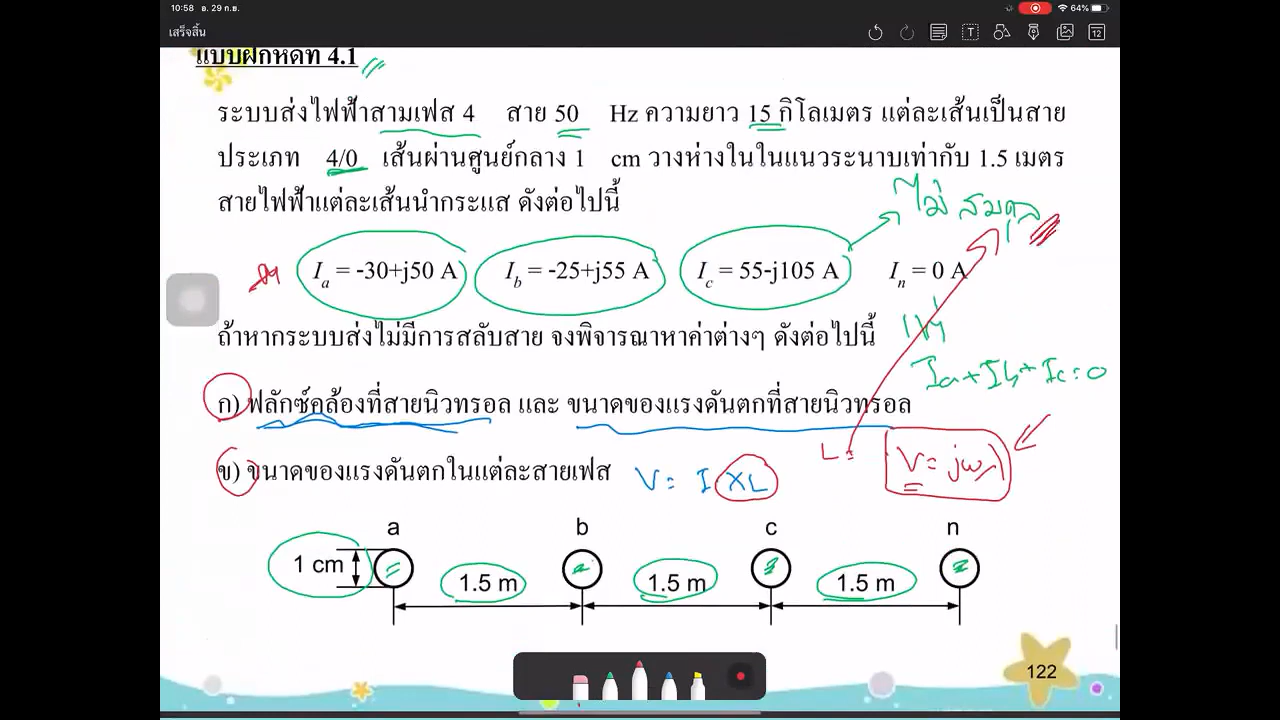 10:58 อ. 29 ก.ย.
64%
เสร็จสิ้น
แบบฝึกหัดที่ 4.1
ระบบส่งไฟฟ้าสามเฟส 4 สาย 50 Hz ความยาว 15 กิโลเมตร แต่ละเส้นเป็นสาย
ประเภท 4/0 เส้นผ่านศูนย์กลาง 1 cm วางห่างในในแนวระนาบเท่ากับ 1.5 เมตร
สายไฟฟ้าแต่ละเส้นนำกระแส ดังต่อไปนี้
ไม่ สมดุล
Ia = -30+j50 A Ib = -25+j55 A Ic = 55-j105 A In = 0 A
ถ้าหากระบบส่งไม่มีการสลับสาย จงพิจารณาหาค่าต่างๆ ดังต่อไปนี้
Ia+Ib+Ic=0
ก) ฟลักซ์คล้องที่สายนิวทรอล และ ขนาดของแรงดันตกที่สายนิวทรอล
ข) ขนาดของแรงดันตกในแต่ละสายเฟส V= I XL L= V= jωλ
a b c n
1 cm 1.5 m 1.5 m 1.5 m
122